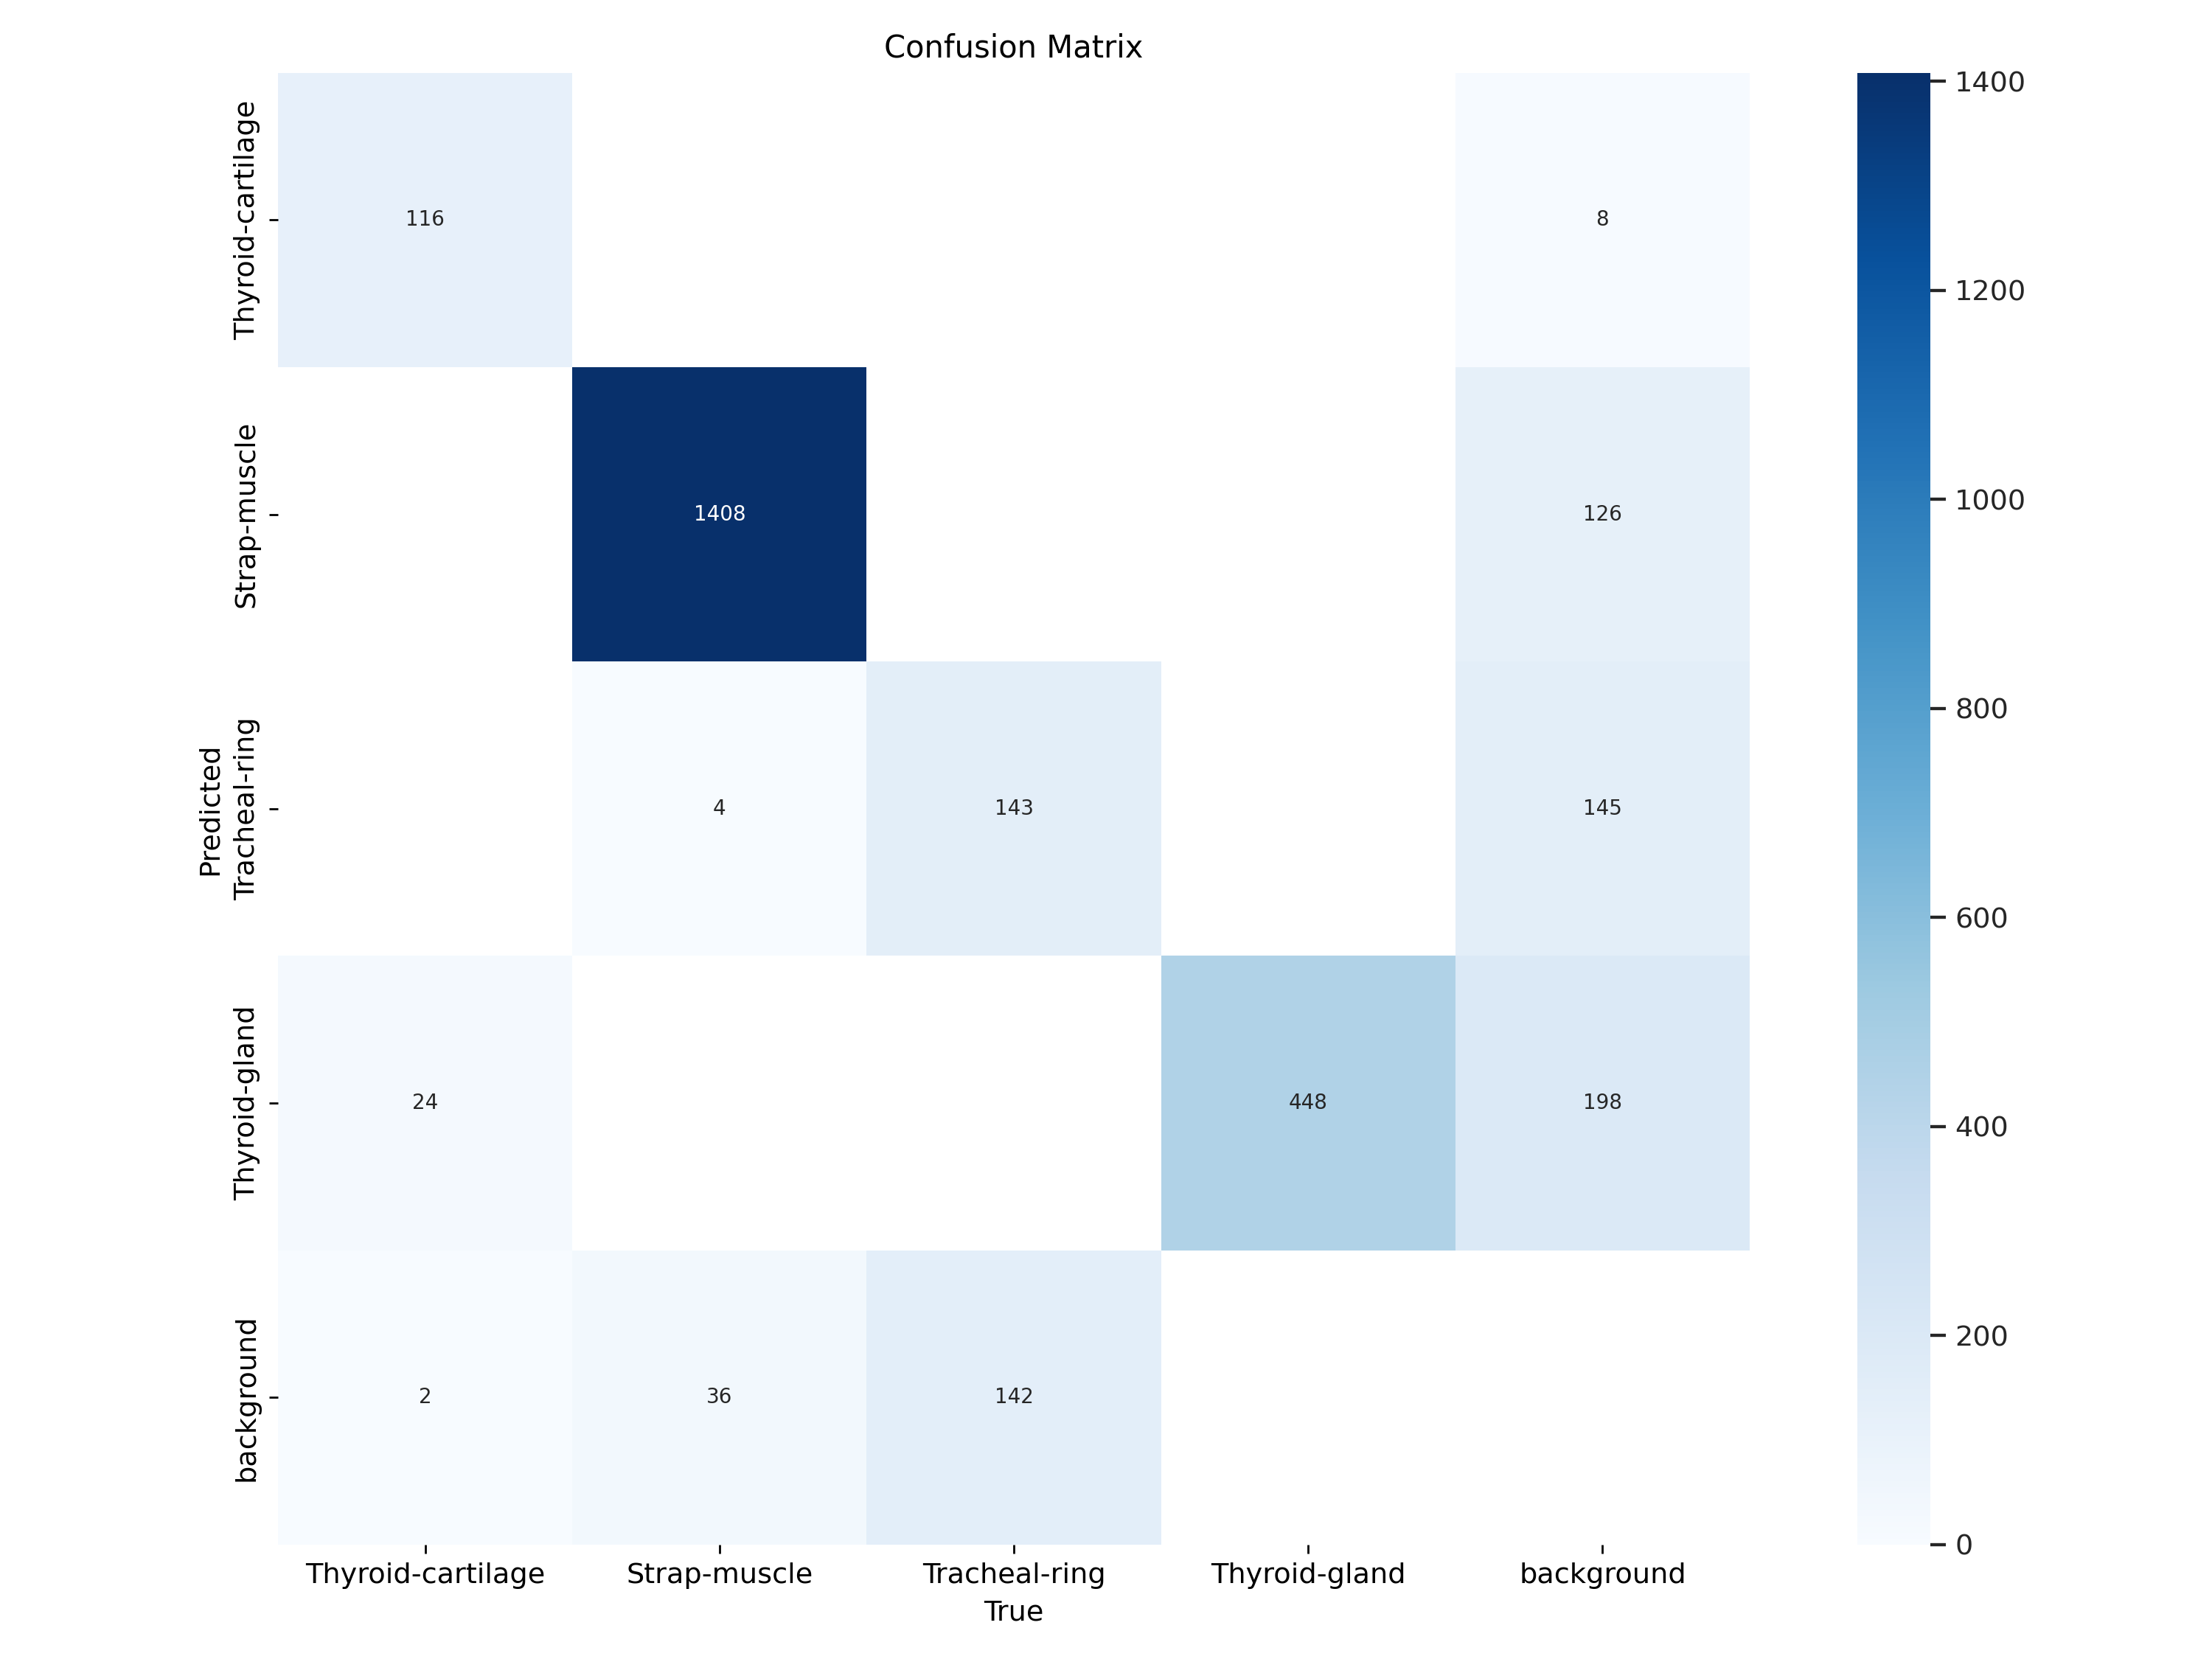 Confusion Matrix
Predicted
Thyroid-cartilage
116
8
Strap-muscle
1408
126
Tracheal-ring
4
143
145
Thyroid-gland
24
448
198
background
2
36
142
Thyroid-cartilage Strap-muscle Tracheal-ring Thyroid-gland background
True
1400
1200
1000
800
600
400
200
0